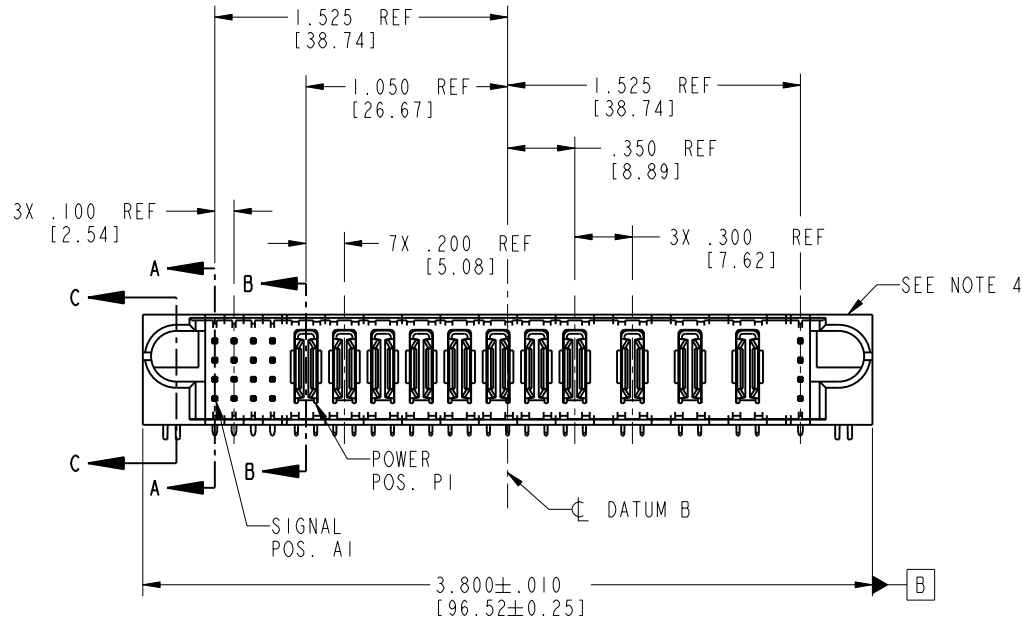 1.525 REF
[38.74]
1.050 REF
[26.67]
1.525 REF
[38.74]
.350 REF
[8.89]
3X .100 REF
[2.54]
7X .200 REF
[5.08]
3X .300 REF
[7.62]
A
B
C
SEE NOTE 4
C
A
B
POWER
POS. P1
SIGNAL
POS. A1
℄ DATUM B
3.800±.010
[96.52±0.25]
B